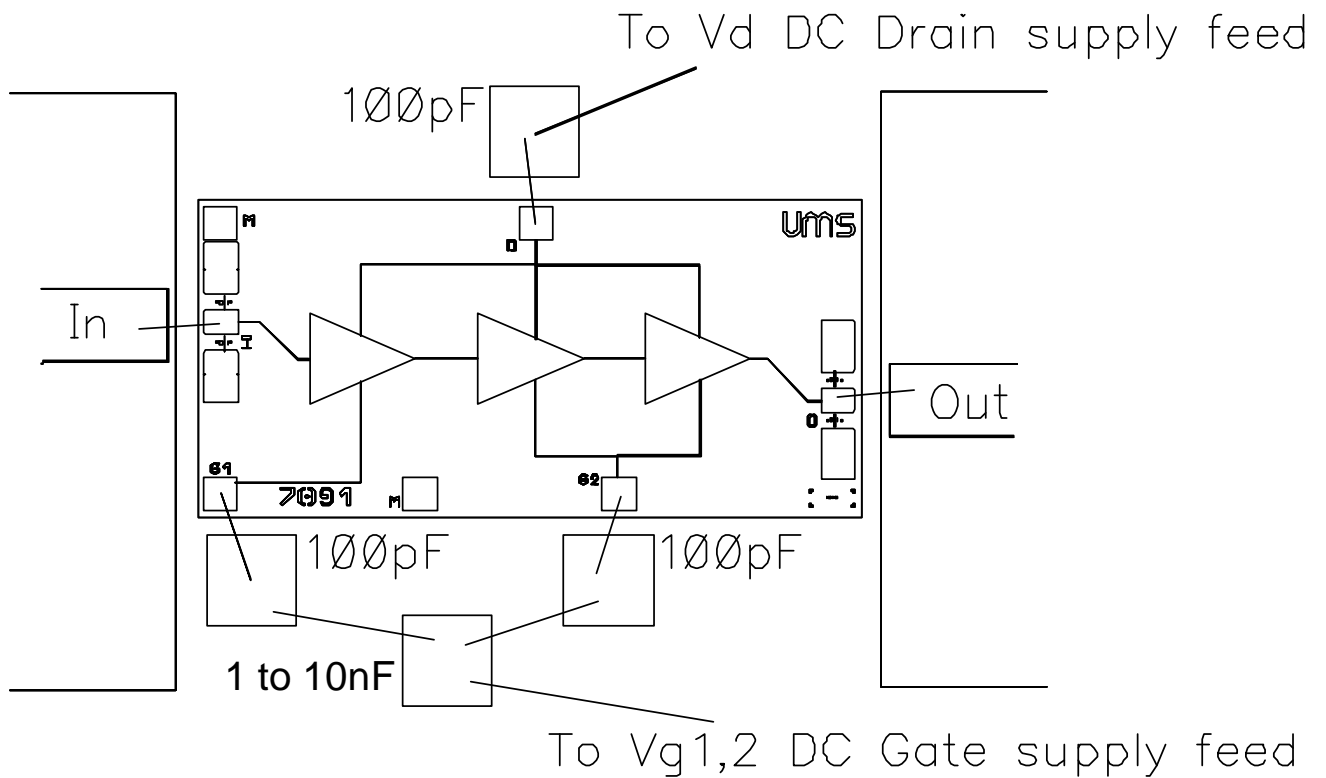 To Vd DC Drain supply feed
100pF
M
D
UMS
In
I
Out
O
G1
7091
M
G2
100pF
100pF
1 to 10nF
To Vg1,2 DC Gate supply feed